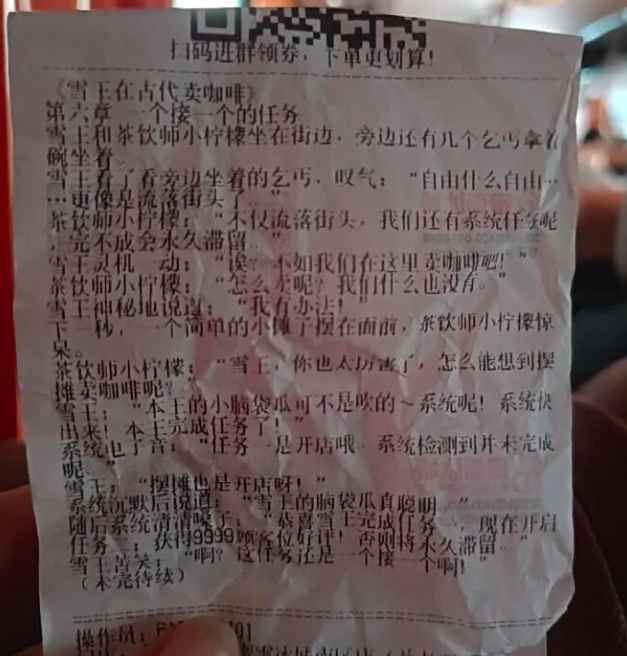 扫码进群领券，下单更划算！
《雪王在古代卖咖啡》
第六章 一个接一个的任务
雪王和茶饮师小柠檬坐在街边，旁边还有几个乞丐拿着
碗坐着。
雪王看了看旁边坐着的乞丐，叹气：“自由什么自由…
…更像是流落街头了。”
茶饮师小柠檬：“不仅流落街头，我们还有系统任务呢
，完不成会永久滞留。”
雪王灵机一动：“诶？不如我们在这里卖咖啡吧！”
茶饮师小柠檬：“怎么卖呢？我们什么也没有。”
雪王神秘地说道：“我有办法！”
下一秒，一个简单的小摊子摆在面前，茶饮师小柠檬惊
呆。
茶饮师小柠檬：“雪王，你也太厉害了，怎么能想到摆
摊卖咖啡呢？”
雪王：“本王的小脑袋瓜可不是吹的～系统呢！系统快
出来！本王完成任务了！”
系统也了音：“任务一是开店哦，系统检测到并未完成
呢。”
雪王：“摆摊也是开店呀！”
系统沉默后说道：“雪王的脑袋瓜真聪明…”
随后系统清清嗓子：“恭喜雪王完成任务一，现在开启
任务二：获得9999顾客位好评！否则将永久滞留。”
雪王苦笑：“啊？这任务还是一个接一个啊！”
（未完待续）
操作员：